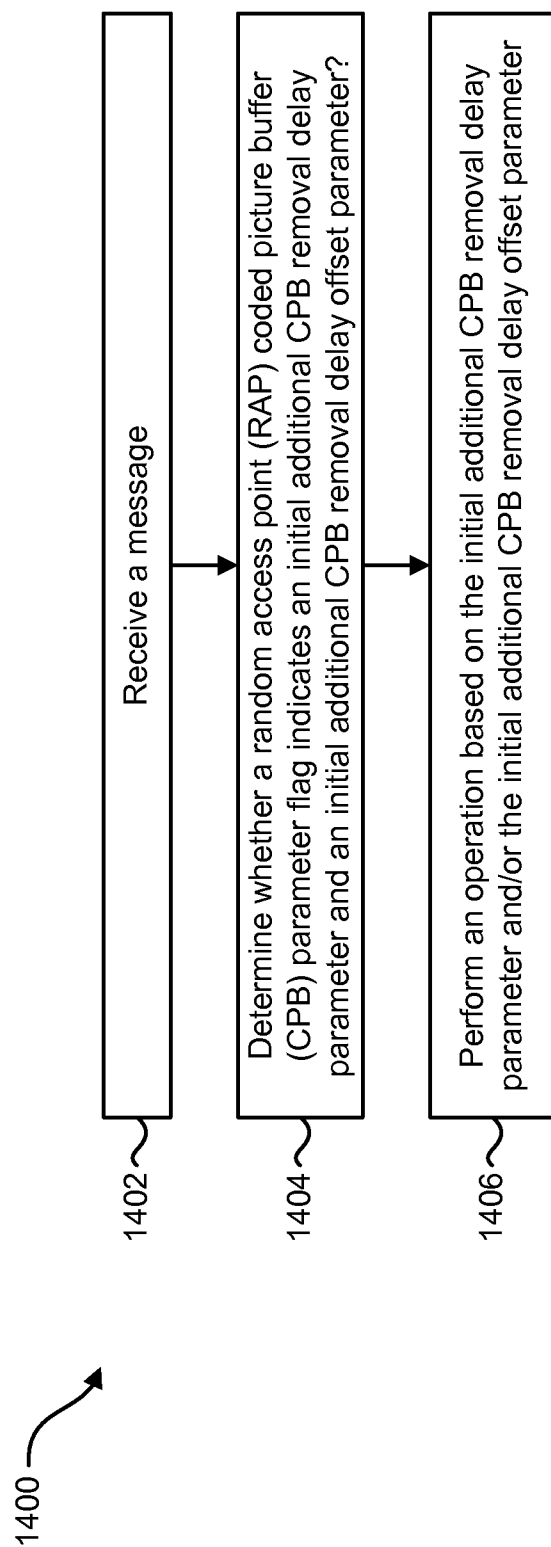 1400
1402
Receive a message
1404
Determine whether a random access point (RAP) coded picture buffer
(CPB) parameter flag indicates an initial additional CPB removal delay
parameter and an initial additional CPB removal delay offset parameter?
1406
Perform an operation based on the initial additional CPB removal delay
parameter and/or the initial additional CPB removal delay offset parameter